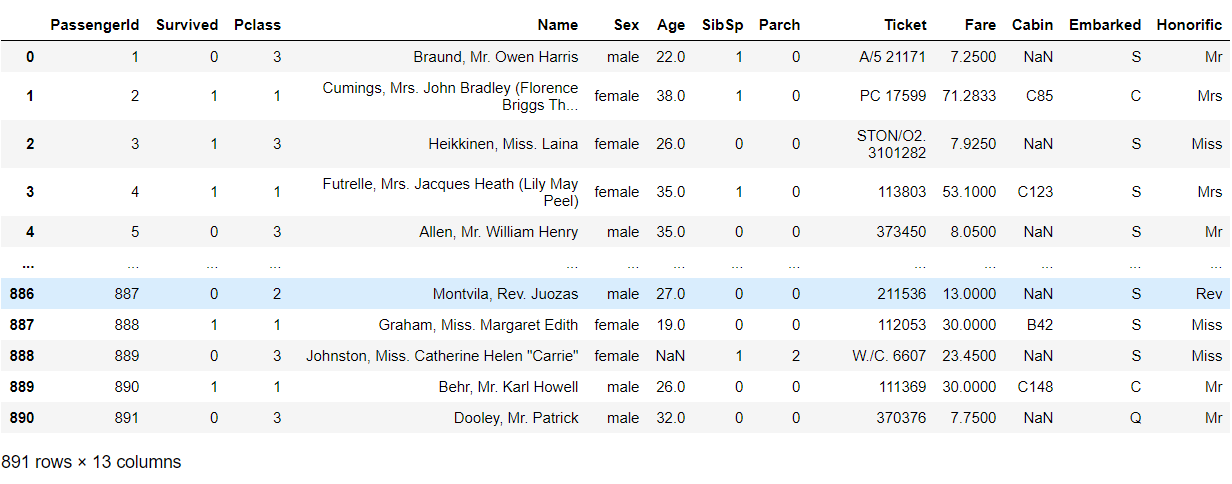 PassengerId Survived Pclass Name Sex Age SibSp Parch Ticket Fare Cabin Embarked Honorific
0 1 0 3 Braund, Mr. Owen Harris male 22.0 1 0 A/5 21171 7.2500 NaN S Mr
1 2 1 1 Cumings, Mrs. John Bradley (Florence Briggs Th... female 38.0 1 0 PC 17599 71.2833 C85 C Mrs
2 3 1 3 Heikkinen, Miss. Laina female 26.0 0 0 STON/O2. 3101282 7.9250 NaN S Miss
3 4 1 1 Futrelle, Mrs. Jacques Heath (Lily May Peel) female 35.0 1 0 113803 53.1000 C123 S Mrs
4 5 0 3 Allen, Mr. William Henry male 35.0 0 0 373450 8.0500 NaN S Mr
... ... ... ... ... ... ... ... ... ... ... ... ... ...
886 887 0 2 Montvila, Rev. Juozas male 27.0 0 0 211536 13.0000 NaN S Rev
887 888 1 1 Graham, Miss. Margaret Edith female 19.0 0 0 112053 30.0000 B42 S Miss
888 889 0 3 Johnston, Miss. Catherine Helen "Carrie" female NaN 1 2 W./C. 6607 23.4500 NaN S Miss
889 890 1 1 Behr, Mr. Karl Howell male 26.0 0 0 111369 30.0000 C148 C Mr
890 891 0 3 Dooley, Mr. Patrick male 32.0 0 0 370376 7.7500 NaN Q Mr
891 rows × 13 columns